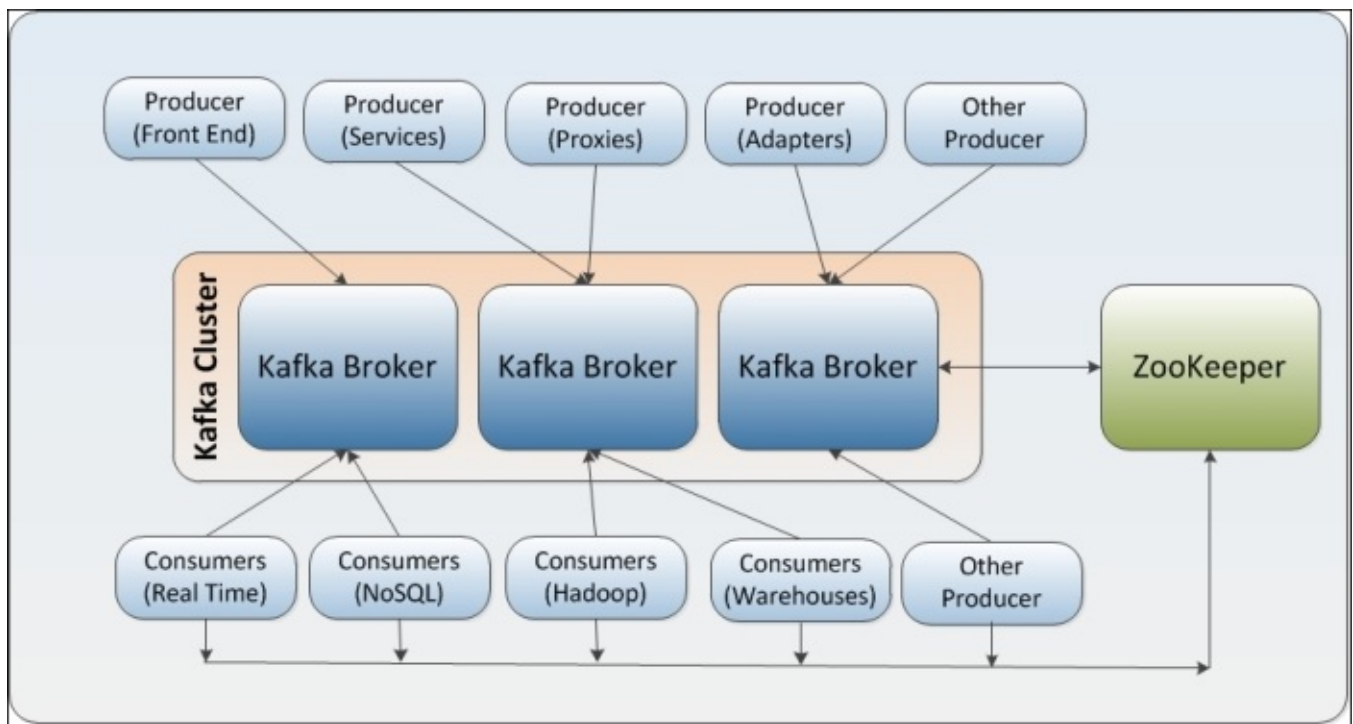 Producer
(Front End)
Producer
(Services)
Producer
(Proxies)
Producer
(Adapters)
Other
Producer
Kafka Cluster
Kafka Broker
Kafka Broker
Kafka Broker
ZooKeeper
Consumers
(Real Time)
Consumers
(NoSQL)
Consumers
(Hadoop)
Consumers
(Warehouses)
Other
Producer